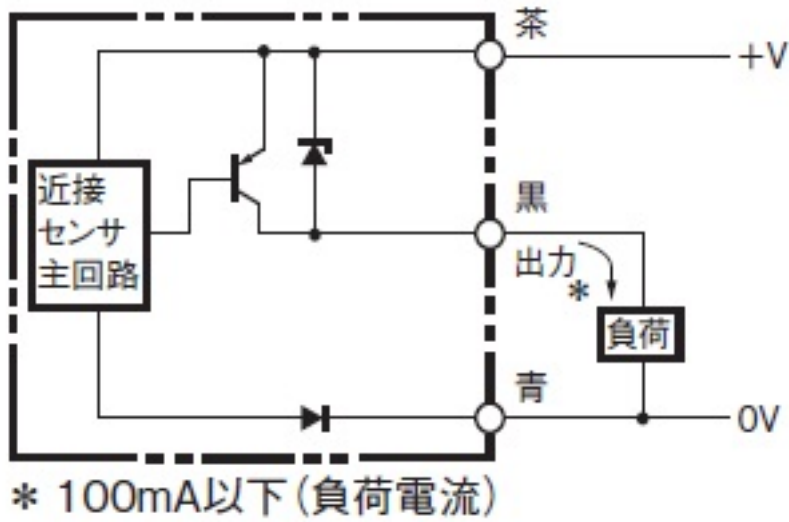 茶
+V
近接
センサ
主回路
黒
出力
*
負荷
青
0V
* 100mA以下(負荷電流)